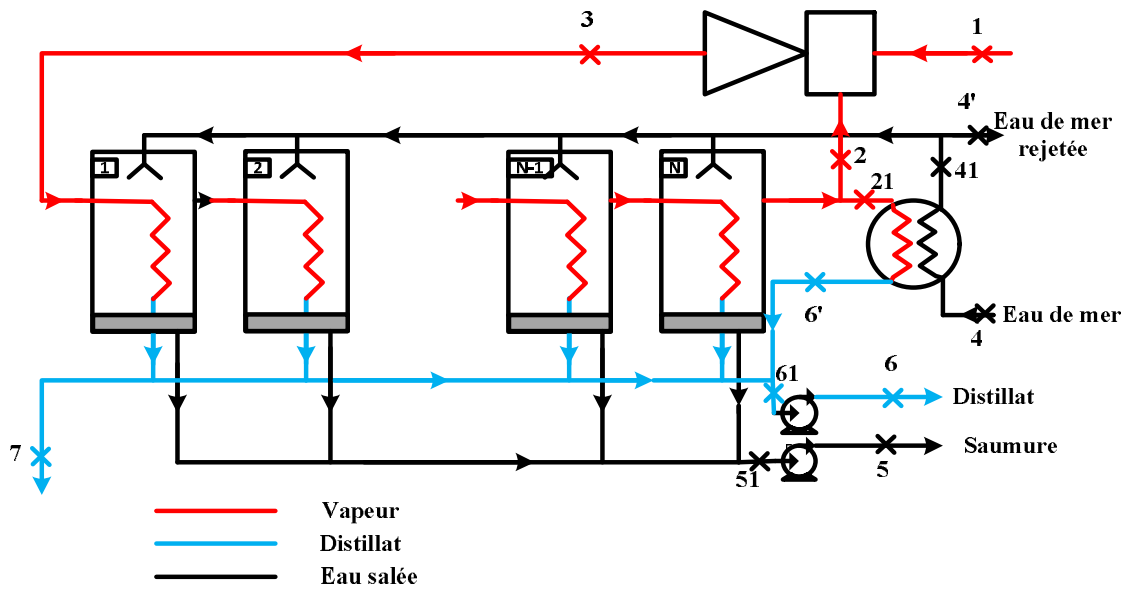 3
1
4'
Eau de mer
rejetée
1
2
N-1
N
2
21
41
6'
Eau de mer
4
61
6
Distillat
7
Saumure
51
5
Vapeur
Distillat
Eau salée